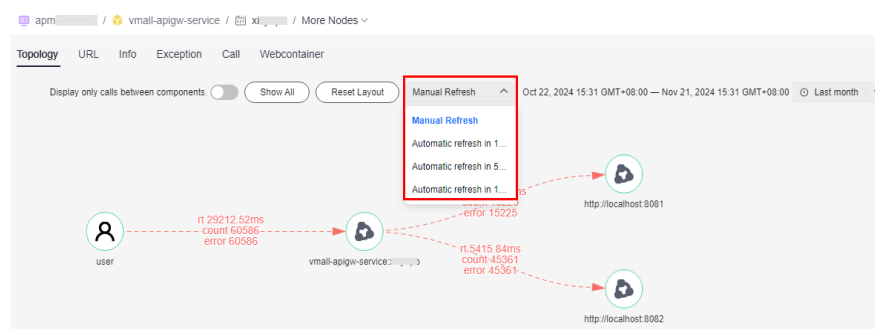 apm / vmall-apigw-service / xi / More Nodes
Topology URL Info Exception Call Webcontainer
Display only calls between components. Show All Reset Layout Manual Refresh Oct 22, 2024 15:31 GMT+08:00 — Nov 21, 2024 15:31 GMT+08:00 Last month
Manual Refresh
Automatic refresh in 1...
Automatic refresh in 5...
Automatic refresh in 1...
ms
error 15225
http://localhost:8081
rt 29212.52ms
count 60586
error 60586
user
vmall-apigw-service:
rt 5415.84ms
count 45361
error 45361
http://localhost:8082